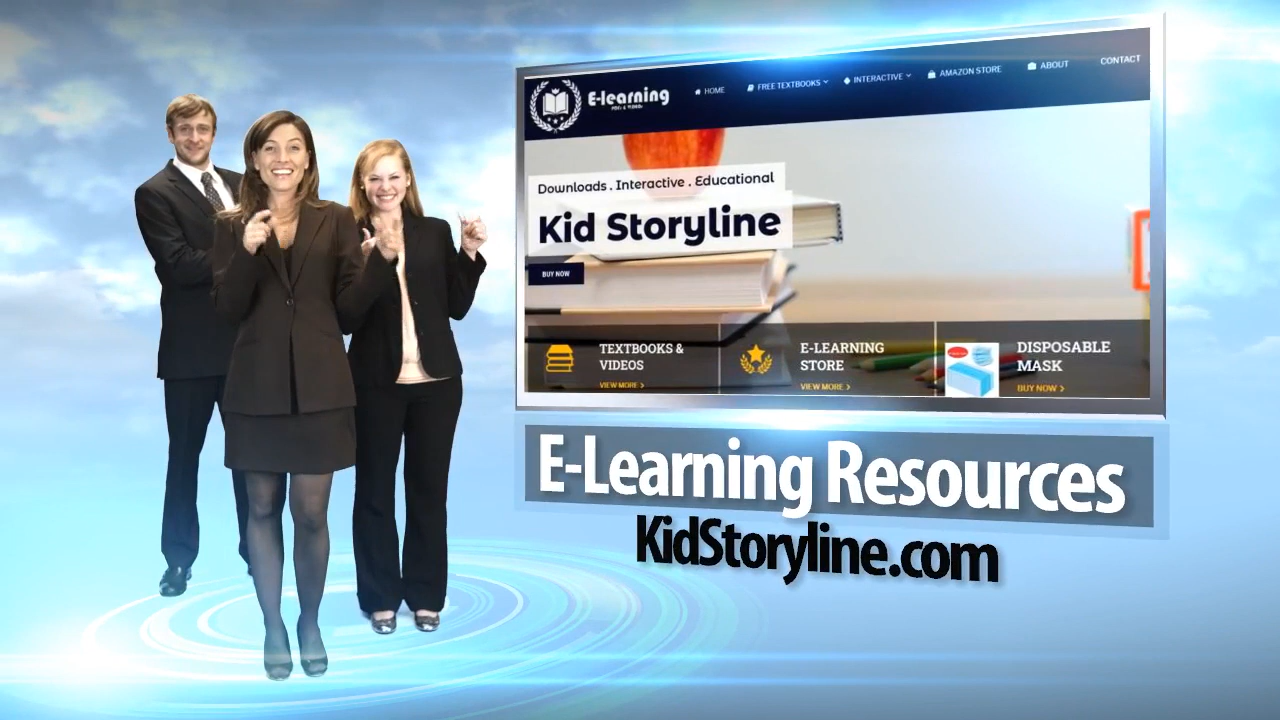 E-learning
HOME
FREE TEXTBOOKS
INTERACTIVE
AMAZON STORE
ABOUT
CONTACT
Downloads . Interactive . Educational
Kid Storyline
BUY NOW
TEXTBOOKS &
VIDEOS
VIEW MORE >
E-LEARNING
STORE
VIEW MORE >
DISPOSABLE
MASK
BUY NOW >
E-Learning Resources
KidStoryline.com